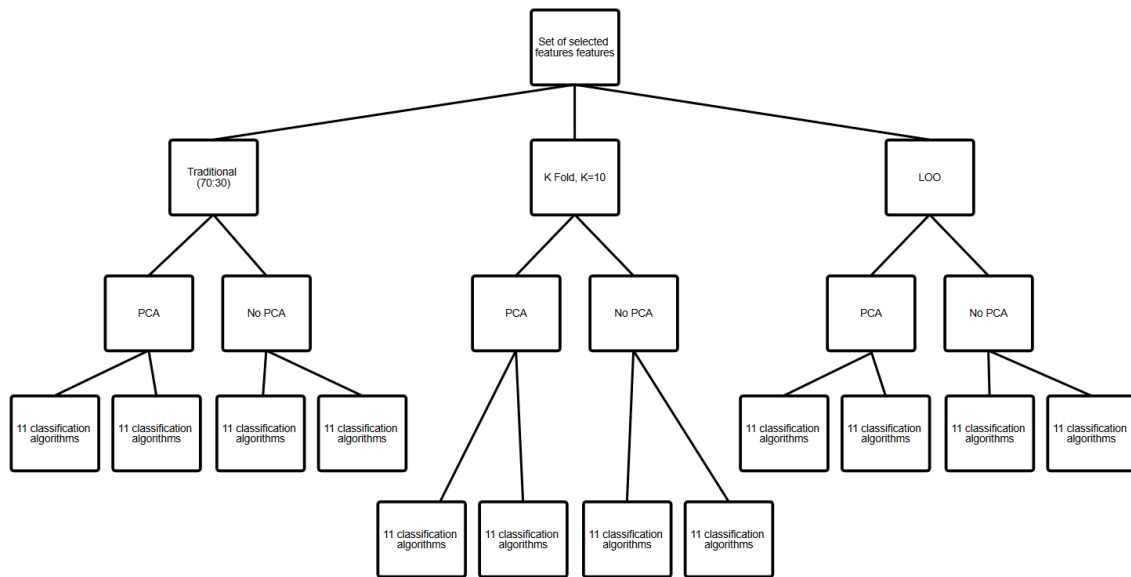 Set of selected
features features
Traditional
(70:30)
K Fold, K=10
LOO
PCA
No PCA
PCA
No PCA
PCA
No PCA
11 classification
algorithms
11 classification
algorithms
11 classification
algorithms
11 classification
algorithms
11 classification
algorithms
11 classification
algorithms
11 classification
algorithms
11 classification
algorithms
11 classification
algorithms
11 classification
algorithms
11 classification
algorithms
11 classification
algorithms